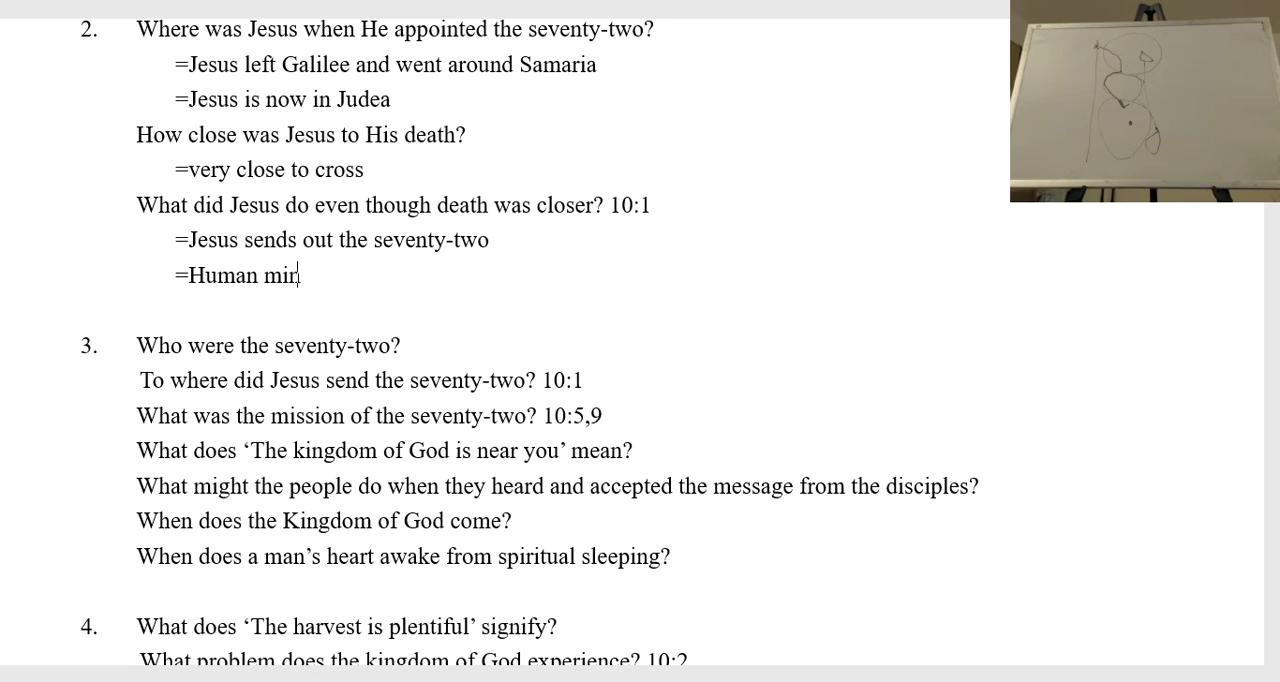 2. Where was Jesus when He appointed the seventy-two?
=Jesus left Galilee and went around Samaria
=Jesus is now in Judea
How close was Jesus to His death?
=very close to cross
What did Jesus do even though death was closer? 10:1
=Jesus sends out the seventy-two
=Human min
3. Who were the seventy-two?
To where did Jesus send the seventy-two? 10:1
What was the mission of the seventy-two? 10:5,9
What does ‘The kingdom of God is near you’ mean?
What might the people do when they heard and accepted the message from the disciples?
When does the Kingdom of God come?
When does a man’s heart awake from spiritual sleeping?
4. What does ‘The harvest is plentiful’ signify?
What problem does the kingdom of God experience? 10:2